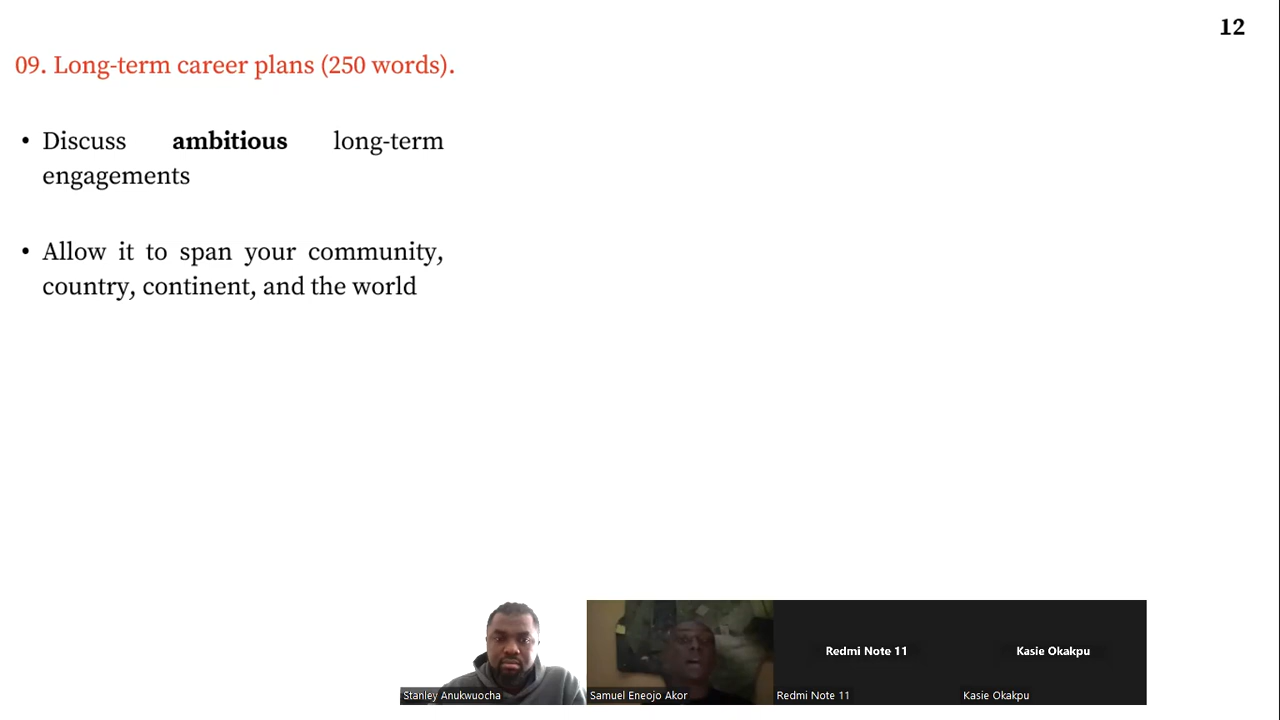 12
09. Long-term career plans (250 words).
• Discuss ambitious long-term
engagements
• Allow it to span your community,
country, continent, and the world
Redmi Note 11
Kasie Okakpu
Stanley Anukwuocha
Samuel Eneojo Akor
Redmi Note 11
Kasie Okakpu